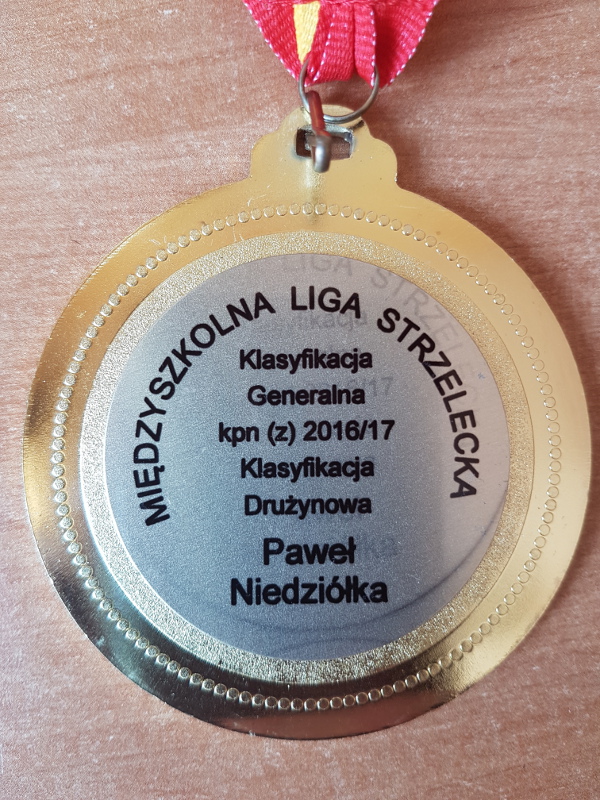 MIĘDZYSZKOLNA LIGA STRZELECKA
Klasyfikacja
Generalna
kpn (z) 2016/17
Klasyfikacja
Drużynowa
Paweł
Niedziółka